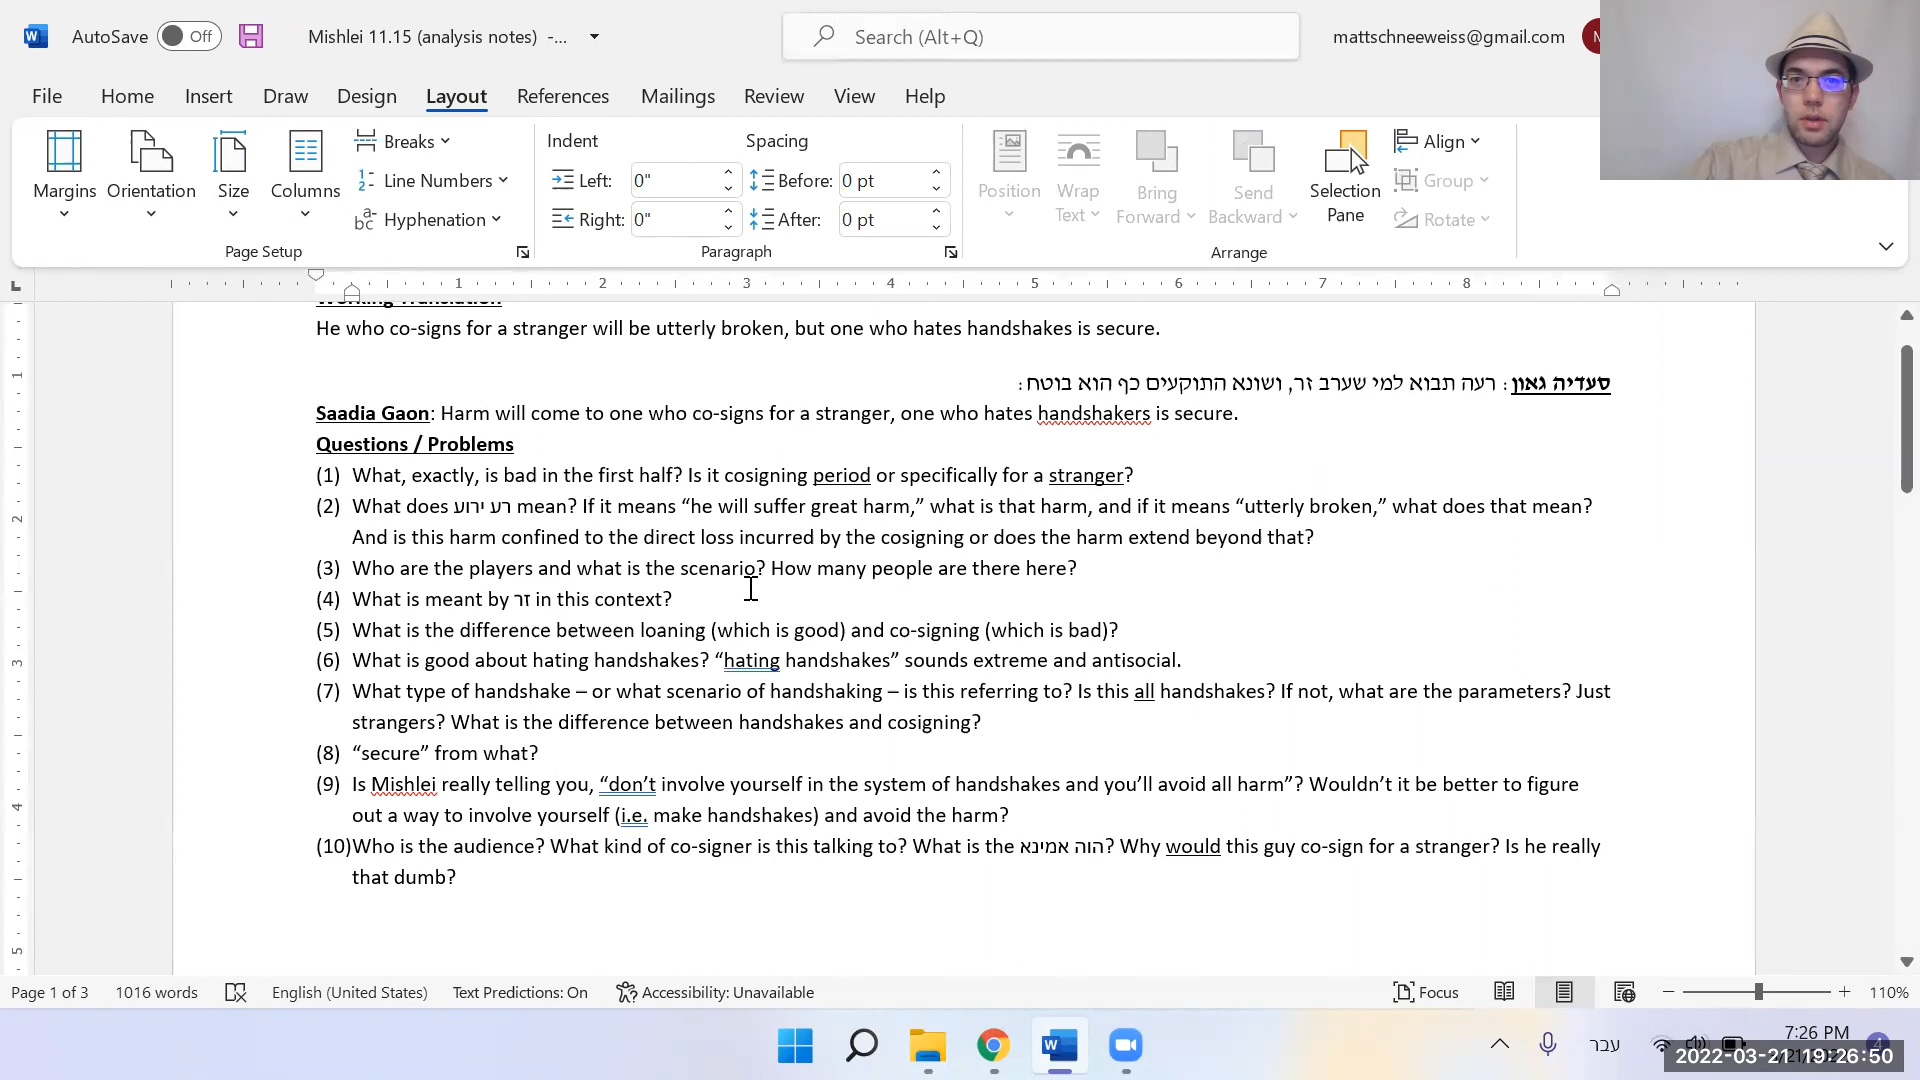 AutoSave Off Mishlei 11.15 (analysis notes) -... Search (Alt+Q) mattschneeweiss@gmail.com
File Home Insert Draw Design Layout References Mailings Review View Help
Margins Orientation Size Columns Breaks
Line Numbers
Hyphenation
Page Setup
Indent Spacing
Left: 0" Before: 0 pt
Right: 0" After: 0 pt
Paragraph
Position Wrap Text Bring Forward Send Backward Selection Pane Align
Group
Rotate
Arrange
1 2 3 4 5 6 7 8
Working Translation
He who co-signs for a stranger will be utterly broken, but one who hates handshakes is secure.
סעדיה גאון: רעה תבוא למי שערב זר, ושונא התוקעים כף הוא בוטח:
Saadia Gaon: Harm will come to one who co-signs for a stranger, one who hates handshakers is secure.
Questions / Problems
(1) What, exactly, is bad in the first half? Is it cosigning period or specifically for a stranger?
(2) What does רע ירוע mean? If it means “he will suffer great harm,” what is that harm, and if it means “utterly broken,” what does that mean?
And is this harm confined to the direct loss incurred by the cosigning or does the harm extend beyond that?
(3) Who are the players and what is the scenario? How many people are there here?
(4) What is meant by זר in this context?
(5) What is the difference between loaning (which is good) and co-signing (which is bad)?
(6) What is good about hating handshakes? “hating handshakes” sounds extreme and antisocial.
(7) What type of handshake – or what scenario of handshaking – is this referring to? Is this all handshakes? If not, what are the parameters? Just
strangers? What is the difference between handshakes and cosigning?
(8) “secure” from what?
(9) Is Mishlei really telling you, “don’t involve yourself in the system of handshakes and you’ll avoid all harm”? Wouldn’t it be better to figure
out a way to involve yourself (i.e. make handshakes) and avoid the harm?
(10)Who is the audience? What kind of co-signer is this talking to? What is the הוה אמינא? Why would this guy co-sign for a stranger? Is he really
that dumb?
1
2
3
4
5
Page 1 of 3 1016 words English (United States) Text Predictions: On Accessibility: Unavailable Focus 110%
עבר 7:26 PM
2022-03-21 19:26:50